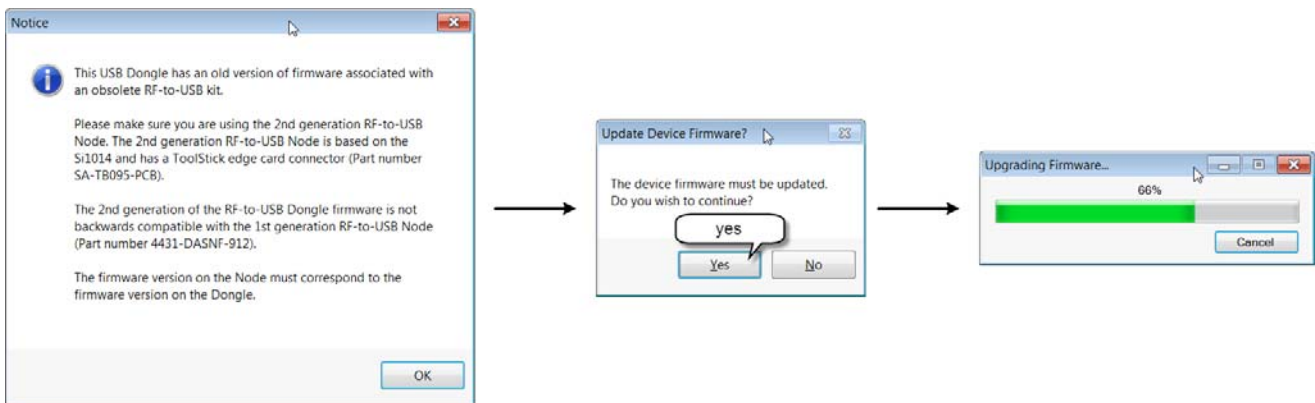 Notice
This USB Dongle has an old version of firmware associated with
an obsolete RF-to-USB kit.
Please make sure you are using the 2nd generation RF-to-USB
Node. The 2nd generation RF-to-USB Node is based on the
Si1014 and has a ToolStick edge card connector (Part number
SA-TB095-PCB).
The 2nd generation of the RF-to-USB Dongle firmware is not
backwards compatible with the 1st generation RF-to-USB Node
(Part number 4431-DASNF-912).
The firmware version on the Node must correspond to the
firmware version on the Dongle.
OK
Update Device Firmware?
The device firmware must be updated.
Do you wish to continue?
yes
Yes
No
Upgrading Firmware...
66%
Cancel